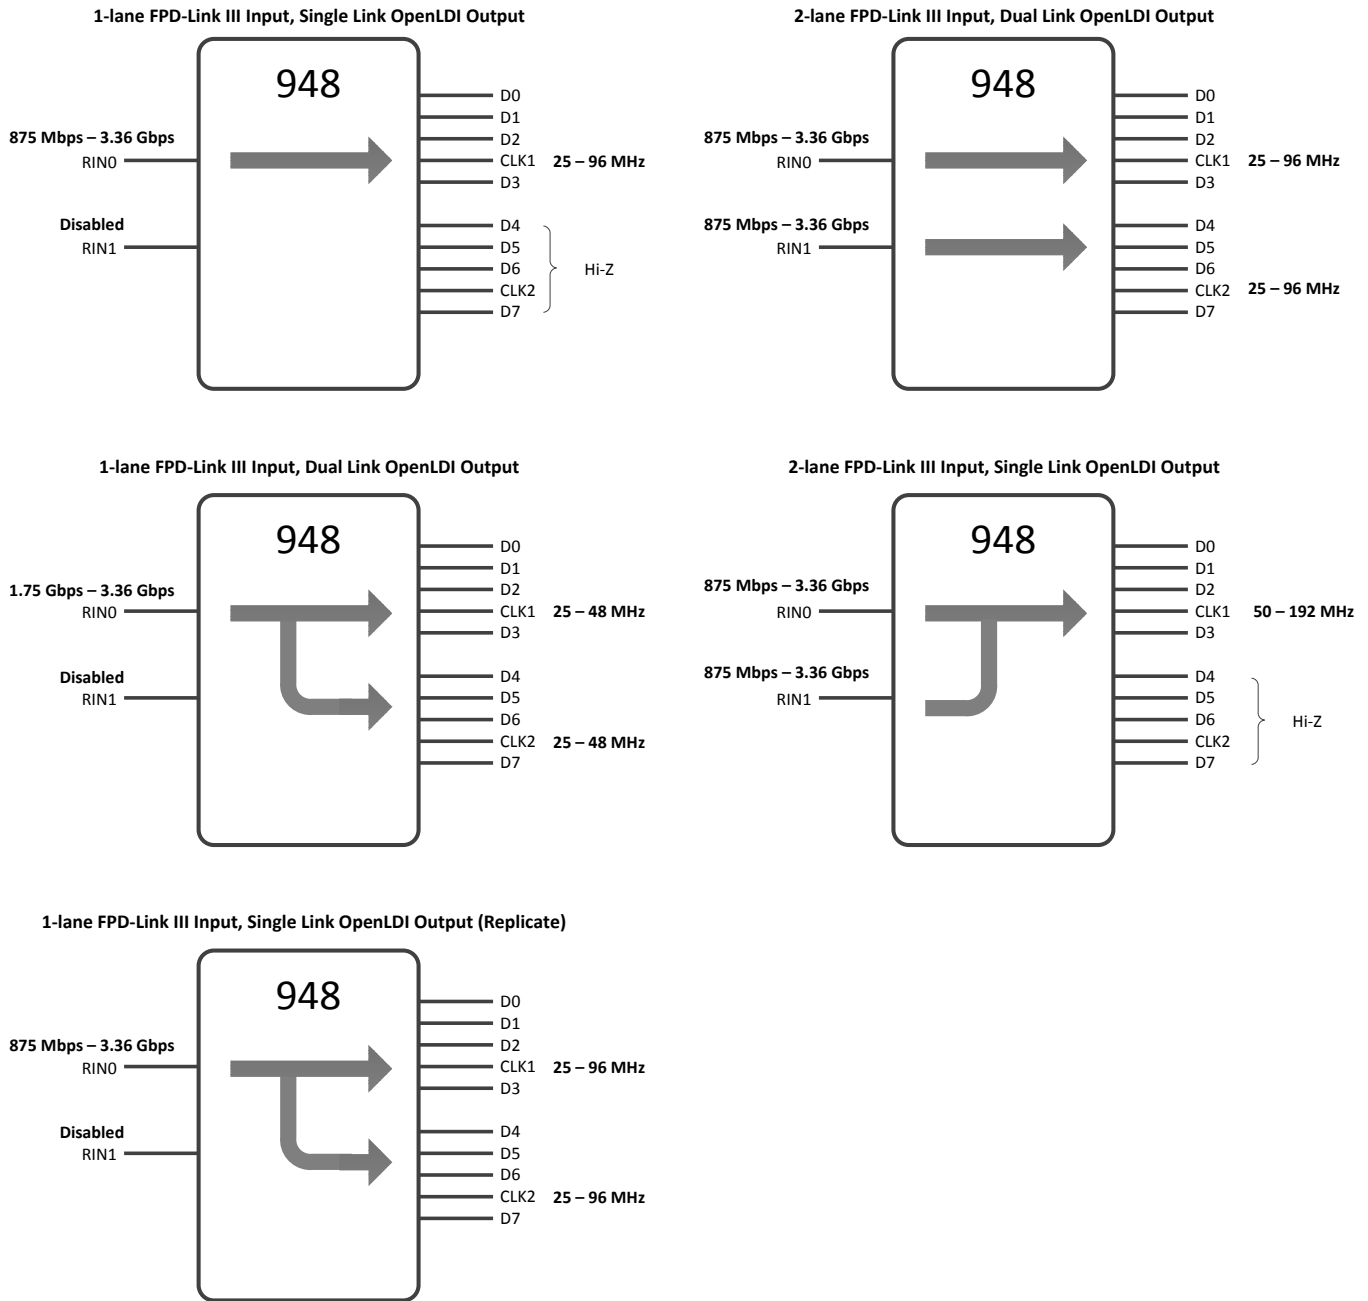 1-lane FPD-Link III Input, Single Link OpenLDI Output
948
875 Mbps – 3.36 Gbps
RIN0
Disabled
RIN1
D0
D1
D2
CLK1 25 – 96 MHz
D3
D4
D5
D6
CLK2
D7
Hi-Z
2-lane FPD-Link III Input, Dual Link OpenLDI Output
948
875 Mbps – 3.36 Gbps
RIN0
875 Mbps – 3.36 Gbps
RIN1
D0
D1
D2
CLK1 25 – 96 MHz
D3
D4
D5
D6
CLK2 25 – 96 MHz
D7
1-lane FPD-Link III Input, Dual Link OpenLDI Output
948
1.75 Gbps – 3.36 Gbps
RIN0
Disabled
RIN1
D0
D1
D2
CLK1 25 – 48 MHz
D3
D4
D5
D6
CLK2 25 – 48 MHz
D7
2-lane FPD-Link III Input, Single Link OpenLDI Output
948
875 Mbps – 3.36 Gbps
RIN0
875 Mbps – 3.36 Gbps
RIN1
D0
D1
D2
CLK1 50 – 192 MHz
D3
D4
D5
D6
CLK2
D7
Hi-Z
1-lane FPD-Link III Input, Single Link OpenLDI Output (Replicate)
948
875 Mbps – 3.36 Gbps
RIN0
Disabled
RIN1
D0
D1
D2
CLK1 25 – 96 MHz
D3
D4
D5
D6
CLK2 25 – 96 MHz
D7